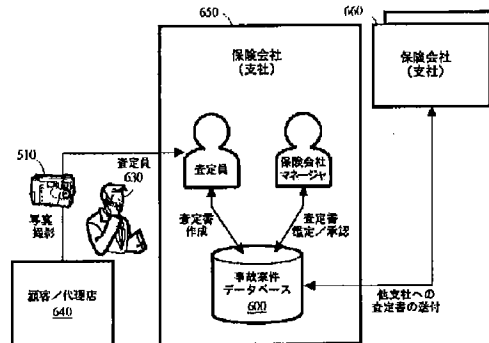 650
660
保険会社
(支社)
保険会社
(支社)
510
査定員
630
写真
撮影
査定員
保険会社
マネージャ
査定書
作成
査定書
鑑定/承認
事故案件
データベース
600
顧客/代理店
640
他支社への
査定書の送付